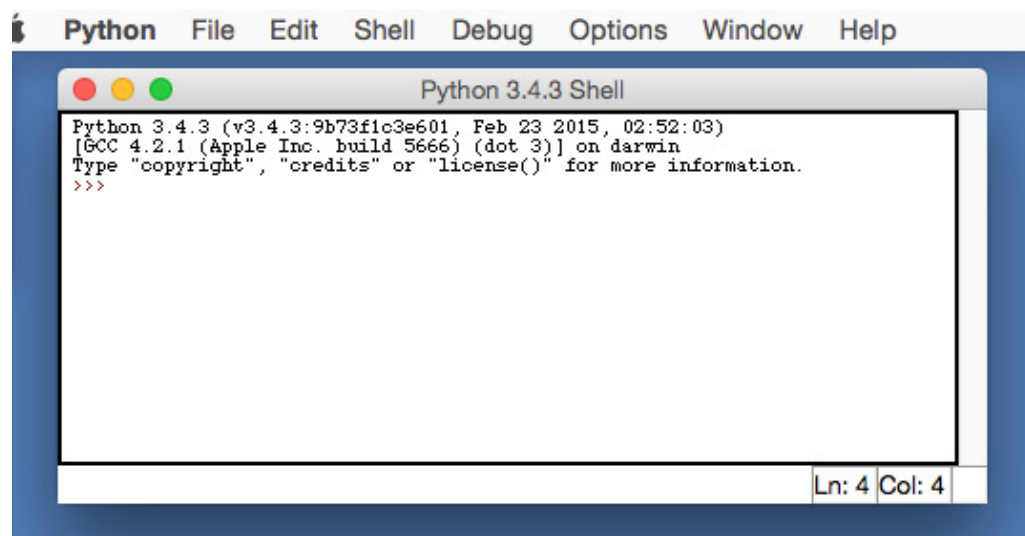 Python File Edit Shell Debug Options Window Help
Python 3.4.3 Shell
Python 3.4.3 (v3.4.3:9b73f1c3e601, Feb 23 2015, 02:52:03)
[GCC 4.2.1 (Apple Inc. build 5666) (dot 3)] on darwin
Type "copyright", "credits" or "license()" for more information.
>>>
Ln: 4 Col: 4